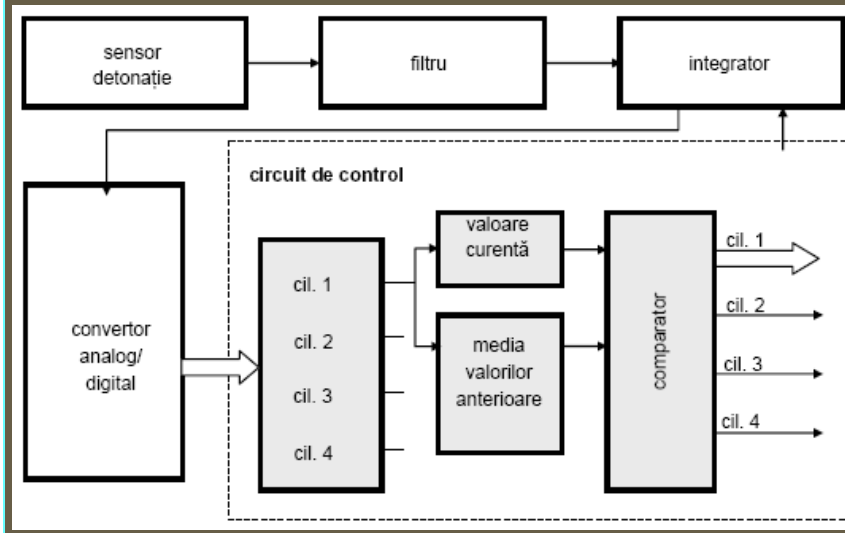 sensor
detonație
filtru
integrator
circuit de control
convertor
analog/
digital
cil. 1
cil. 2
cil. 3
cil. 4
valoare
curentă
media
valorilor
anterioare
comparator
cil. 1
cil. 2
cil. 3
cil. 4